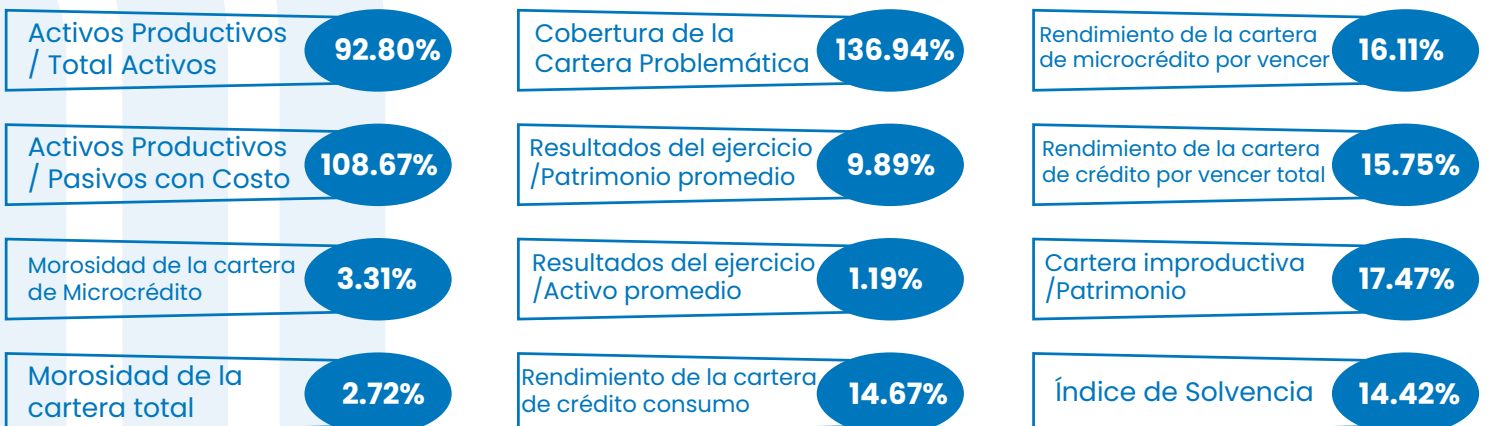 Activos Productivos
/ Total Activos
92.80%
Activos Productivos
/ Pasivos con Costo
108.67%
Morosidad de la cartera
de Microcrédito
3.31%
Morosidad de la
cartera total
2.72%
Cobertura de la
Cartera Problemática
136.94%
Resultados del ejercicio
/Patrimonio promedio
9.89%
Resultados del ejercicio
/Activo promedio
1.19%
Rendimiento de la cartera
de crédito consumo
14.67%
Rendimiento de la cartera
de microcrédito por vencer
16.11%
Rendimiento de la cartera
de crédito por vencer total
15.75%
Cartera improductiva
/Patrimonio
17.47%
Índice de Solvencia
14.42%